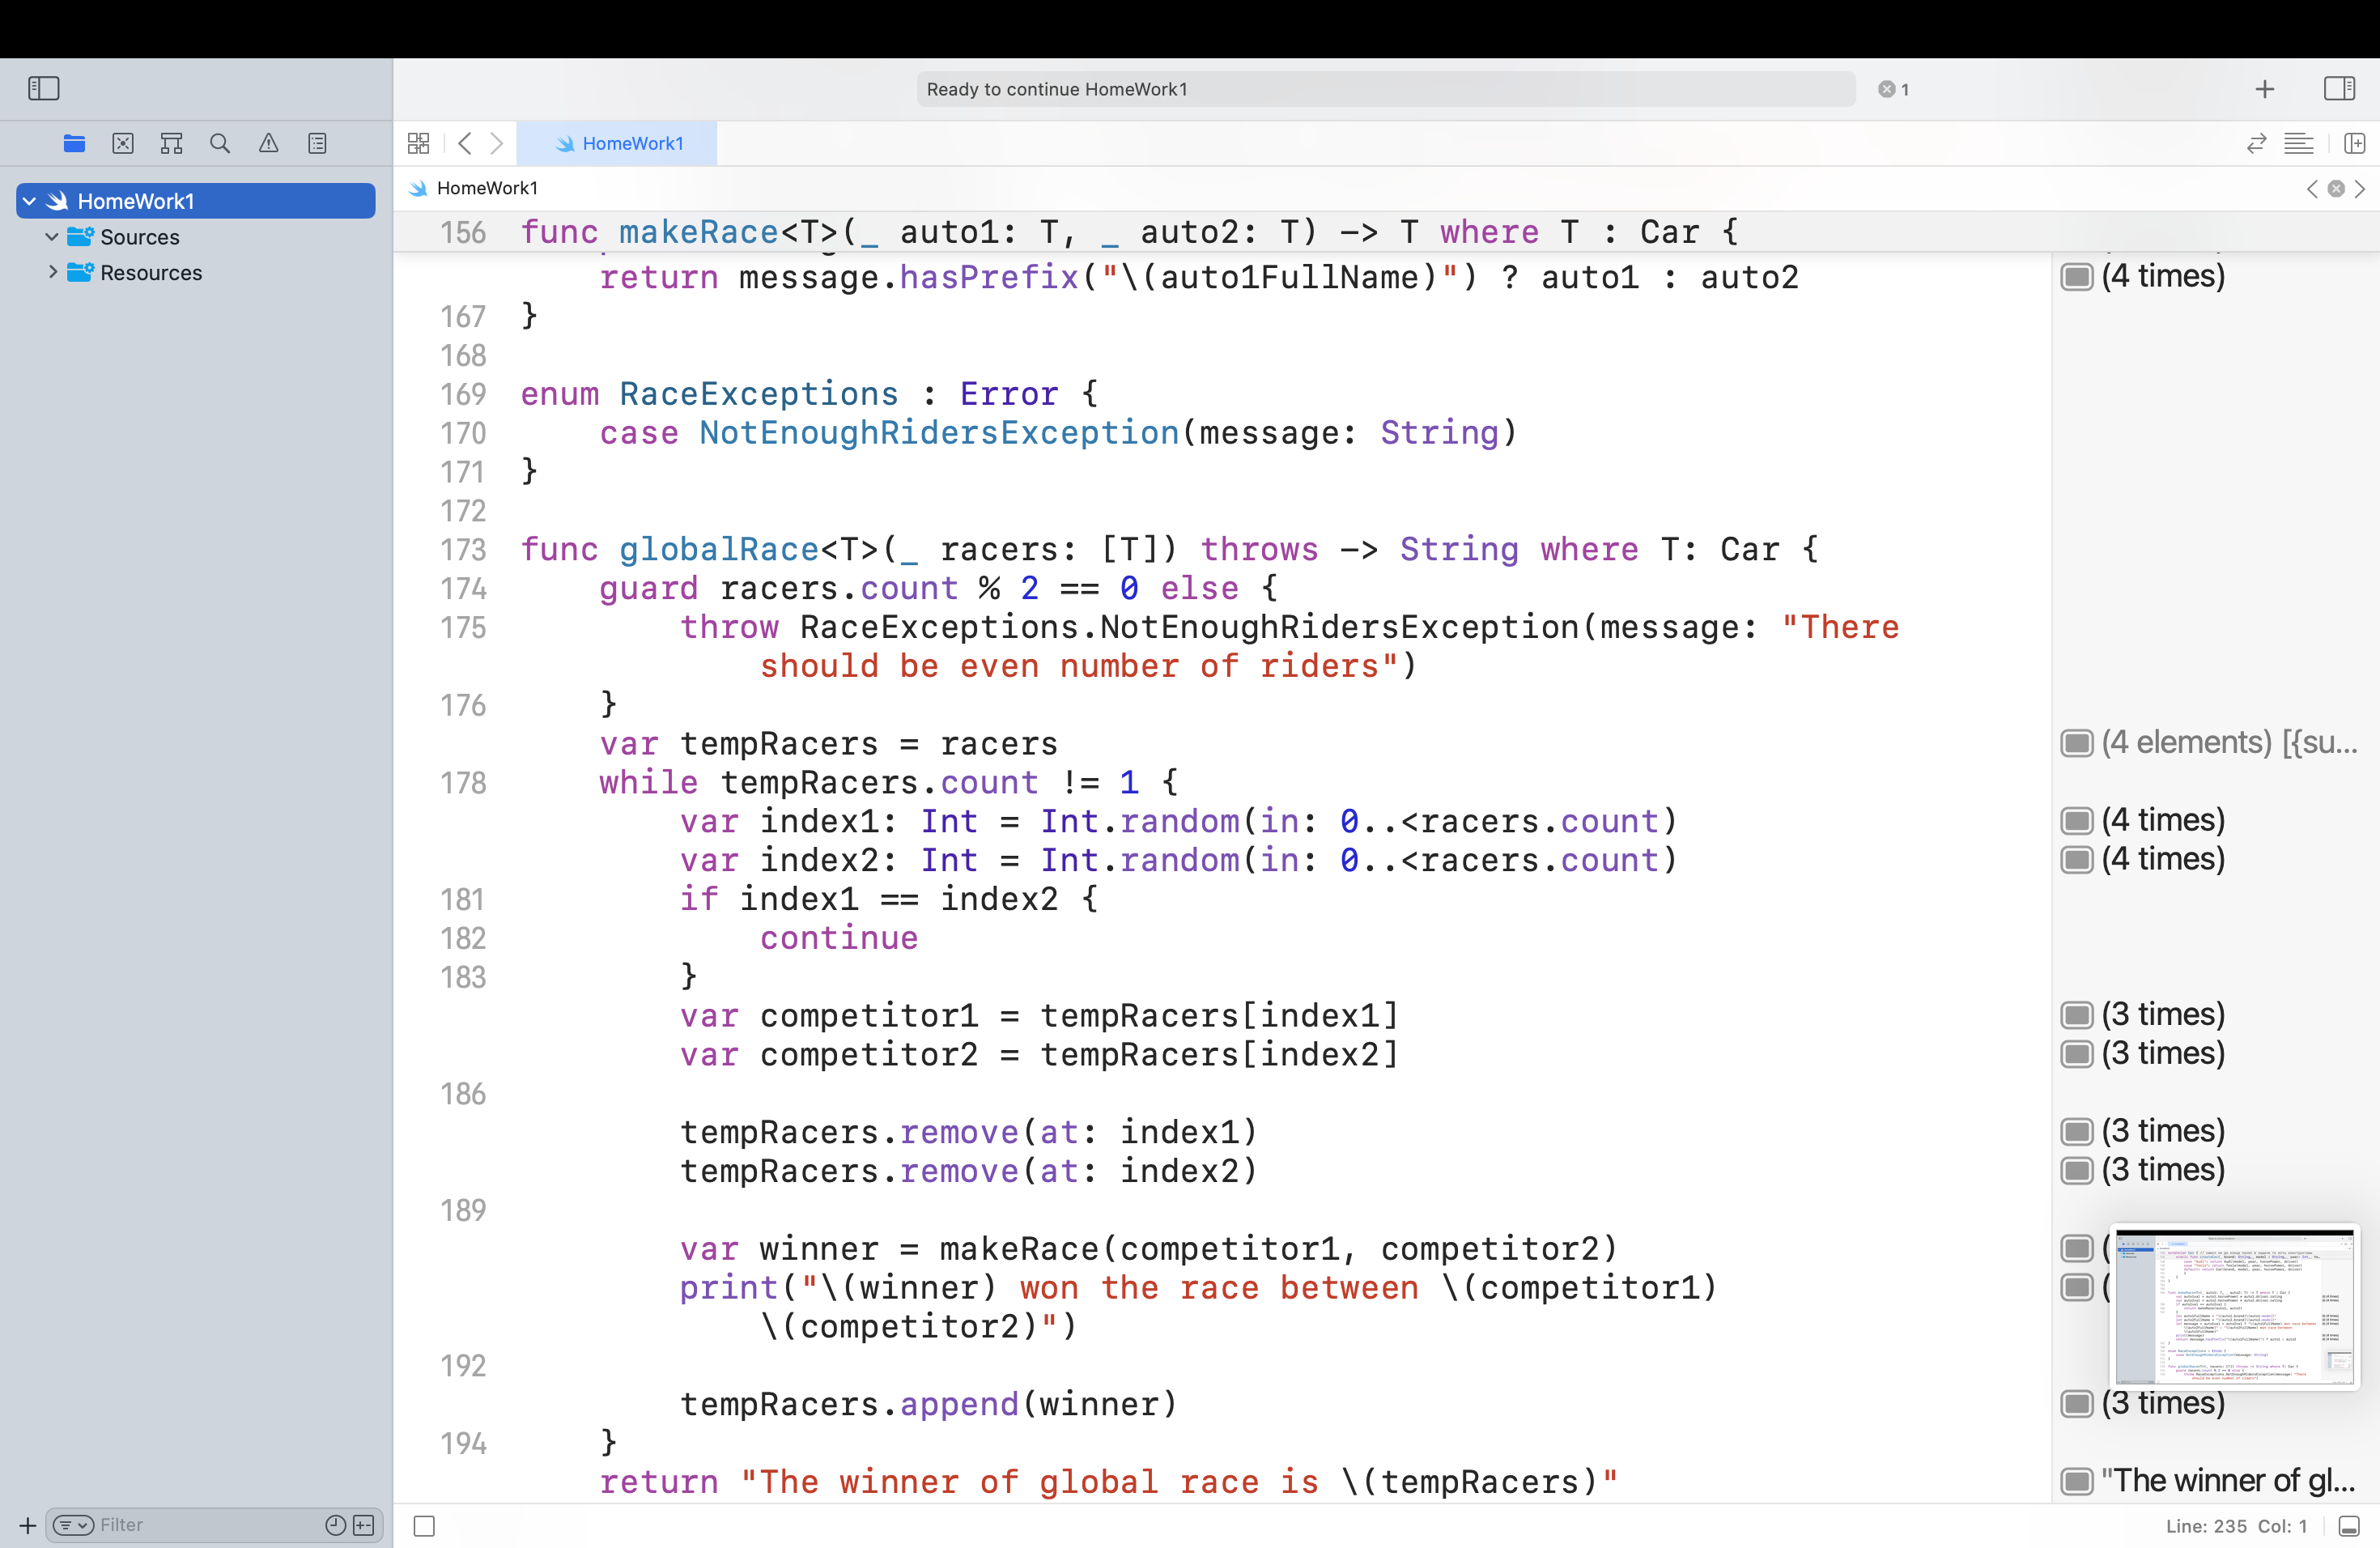 Ready to continue HomeWork1
1
HomeWork1
HomeWork1
HomeWork1
Sources
Resources
156 func makeRace<T>(_ auto1: T, _ auto2: T) -> T where T : Car {
return message.hasPrefix("\(auto1FullName)") ? auto1 : auto2
(4 times)
167 }
168
169 enum RaceExceptions : Error {
170 case NotEnoughRidersException(message: String)
171 }
172
173 func globalRace<T>(_ racers: [T]) throws -> String where T: Car {
174 guard racers.count % 2 == 0 else {
175 throw RaceExceptions.NotEnoughRidersException(message: "There
should be even number of riders")
176 }
var tempRacers = racers
(4 elements) [{su...
178 while tempRacers.count != 1 {
var index1: Int = Int.random(in: 0..<racers.count)
(4 times)
var index2: Int = Int.random(in: 0..<racers.count)
(4 times)
181 if index1 == index2 {
182 continue
183 }
var competitor1 = tempRacers[index1]
(3 times)
var competitor2 = tempRacers[index2]
(3 times)
186
tempRacers.remove(at: index1)
(3 times)
tempRacers.remove(at: index2)
(3 times)
189
var winner = makeRace(competitor1, competitor2)
(
print("\(winner) won the race between \(competitor1)
(
\(competitor2)")
192
tempRacers.append(winner)
(3 times)
194 }
return "The winner of global race is \(tempRacers)"
"The winner of gl...
Filter
Line: 235 Col: 1